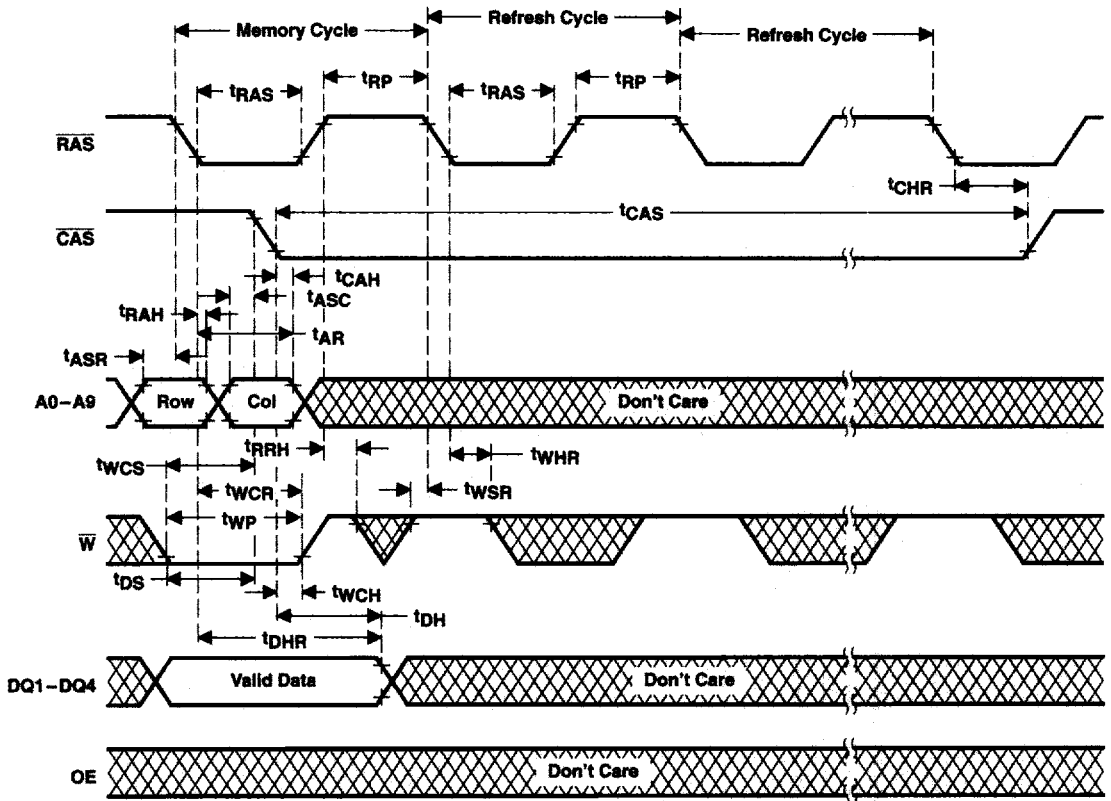 Memory Cycle
Refresh Cycle
Refresh Cycle
tRAS
tRP
tRAS
tRP
RAS
tCHR
tCAS
CAS
tCAH
tASC
tRAH
tAR
tASR
A0–A9
Row
Col
Don't Care
tRRH
tWHR
tWCS
tWCR
tWSR
tWP
W
tDS
tWCH
tDH
tDHR
DQ1–DQ4
Valid Data
Don't Care
OE
Don't Care